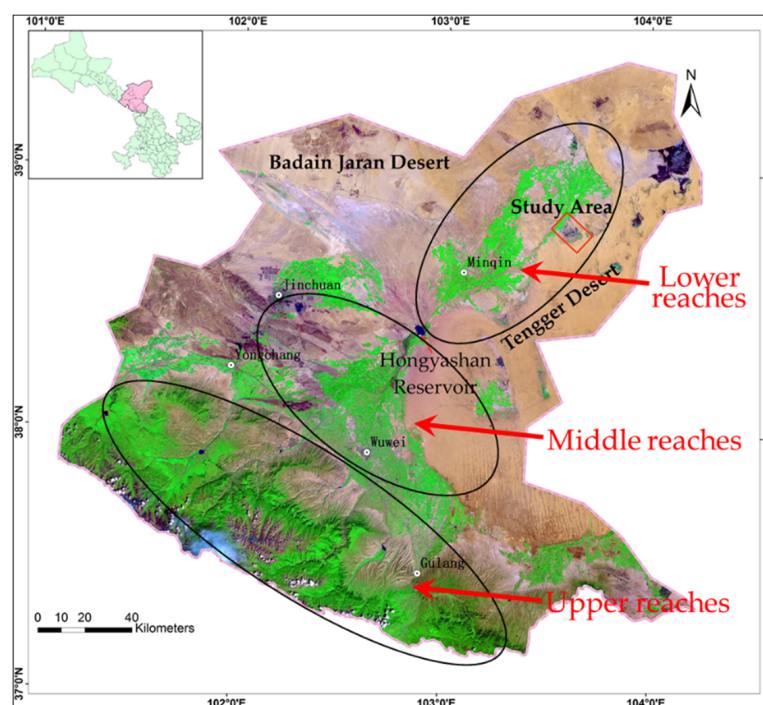 101°0'E
102°0'E
103°0'E
104°0'E
N
39°0'N
Badain Jaran Desert
Study Area
Minqin
Lower
reaches
Jinchuan
Tengger Desert
Hongyashan
Reservoir
Yongchang
38°0'N
Middle reaches
Wuwei
Gulang
Upper reaches
0 10 20 40
Kilometers
37°0'N
102°0'E
103°0'E
104°0'E